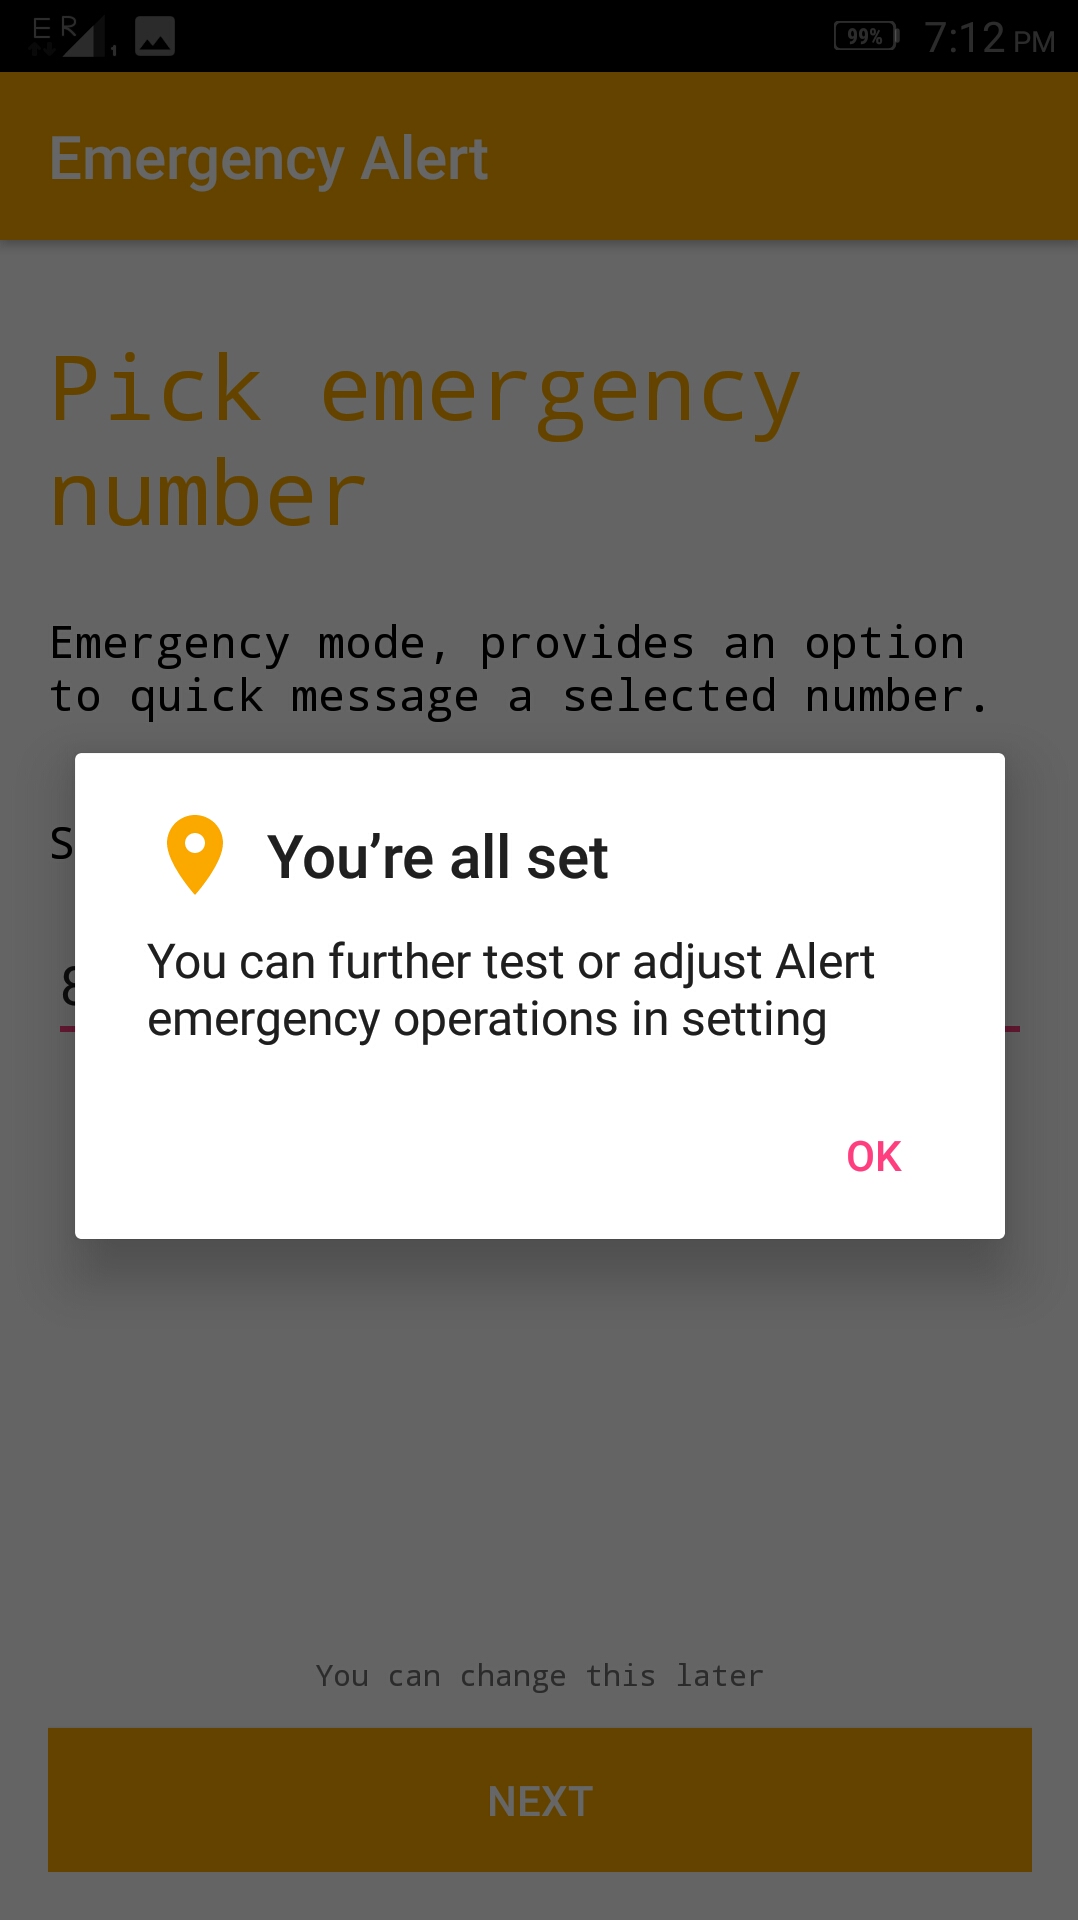 E R 1 99% 7:12 PM
Emergency Alert
Pick emergency
number
Emergency mode, provides an option
to quick message a selected number.
You’re all set
You can further test or adjust Alert
emergency operations in setting
OK
You can change this later
NEXT